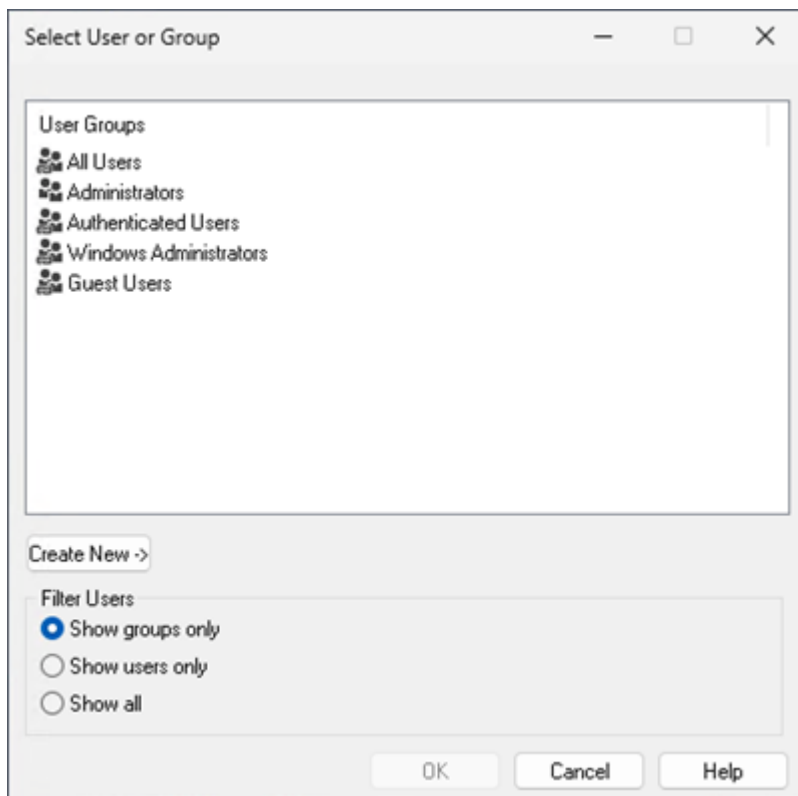 Select User or Group
User Groups
All Users
Administrators
Authenticated Users
Windows Administrators
Guest Users
Create New ->
Filter Users
Show groups only
Show users only
Show all
OK Cancel Help